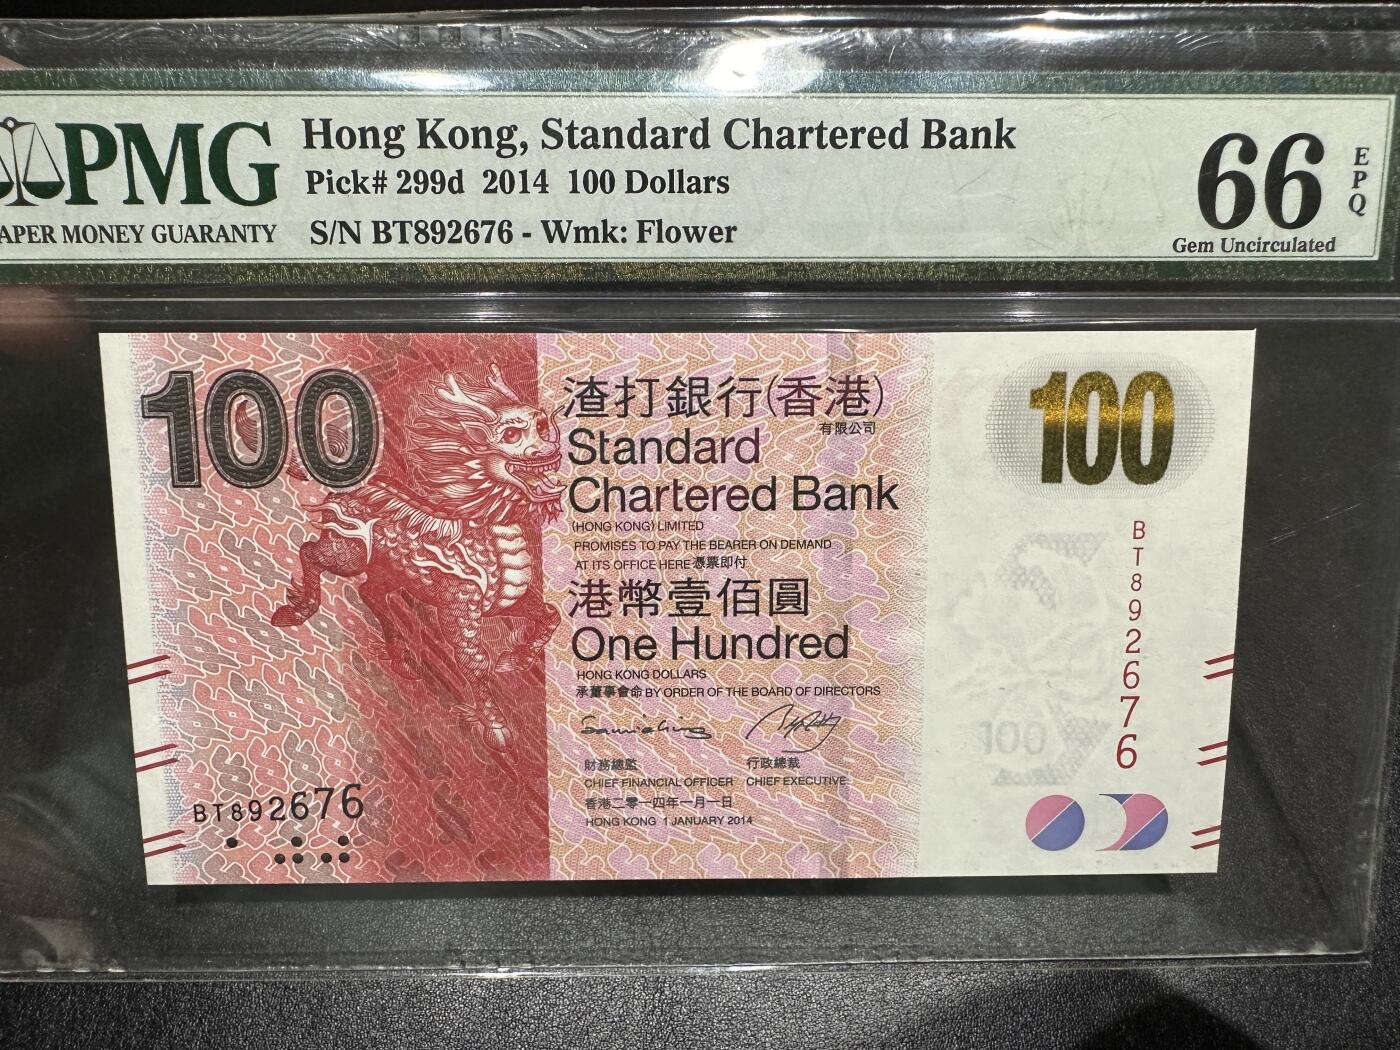 PMG
APER MONEY GUARANTY
Hong Kong, Standard Chartered Bank
Pick# 299d 2014 100 Dollars
S/N BT892676 - Wmk: Flower
66
EPQ
Gem Uncirculated
100
渣打銀行(香港)
有限公司
Standard
Chartered Bank
(HONG KONG) LIMITED
PROMISES TO PAY THE BEARER ON DEMAND
AT ITS OFFICE HERE 憑票即付
港幣壹佰圓
One Hundred
HONG KONG DOLLARS
承董事會命 BY ORDER OF THE BOARD OF DIRECTORS
財務總監 行政總裁
CHIEF FINANCIAL OFFICER CHIEF EXECUTIVE
香港二零一四年一月一日
HONG KONG 1 JANUARY 2014
BT892676
100
BT892676
100